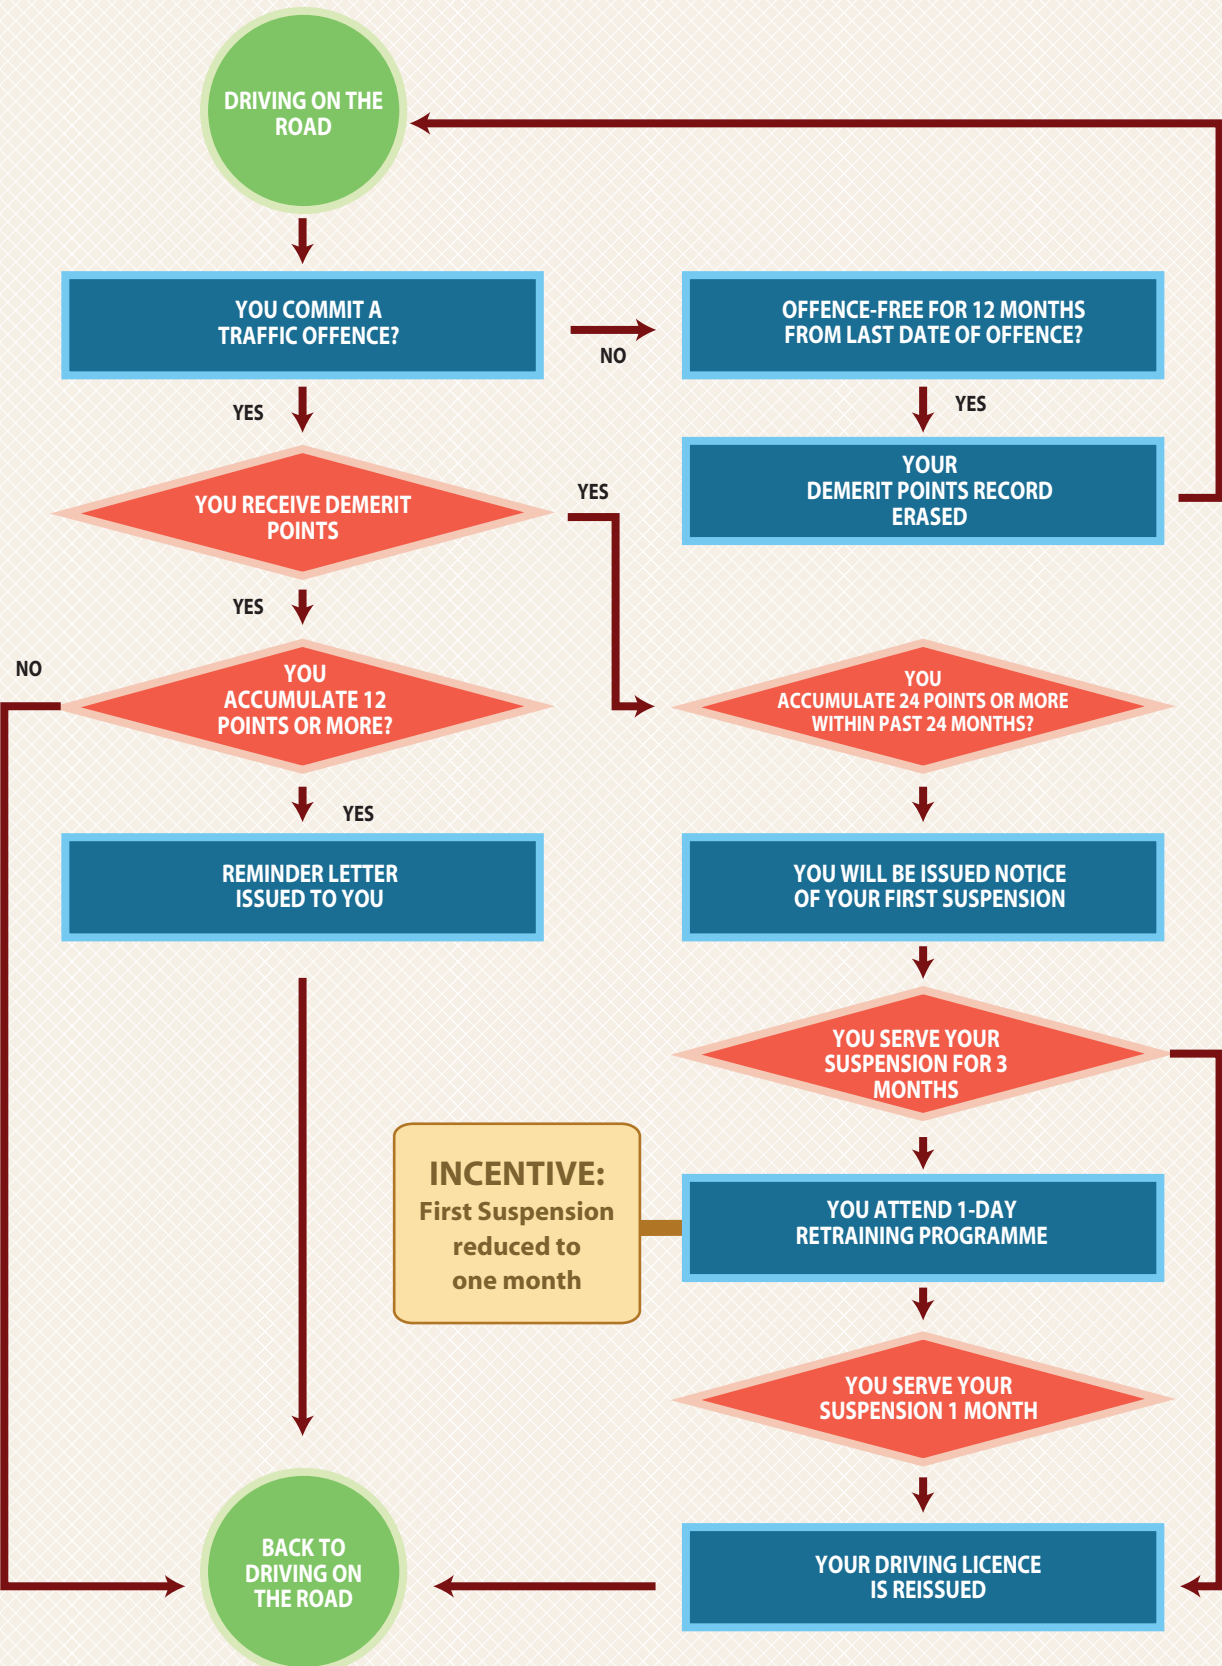 DRIVING ON THE
ROAD
YOU COMMIT A
TRAFFIC OFFENCE?
NO
OFFENCE-FREE FOR 12 MONTHS
FROM LAST DATE OF OFFENCE?
YES
YES
YOUR
DEMERIT POINTS RECORD
ERASED
YOU RECEIVE DEMERIT
POINTS
YES
YES
NO
YOU
ACCUMULATE 12
POINTS OR MORE?
YOU
ACCUMULATE 24 POINTS OR MORE
WITHIN PAST 24 MONTHS?
YES
REMINDER LETTER
ISSUED TO YOU
YOU WILL BE ISSUED NOTICE
OF YOUR FIRST SUSPENSION
YOU SERVE YOUR
SUSPENSION FOR 3
MONTHS
INCENTIVE:
First Suspension
reduced to
one month
YOU ATTEND 1-DAY
RETRAINING PROGRAMME
YOU SERVE YOUR
SUSPENSION 1 MONTH
BACK TO
DRIVING ON
THE ROAD
YOUR DRIVING LICENCE
IS REISSUED